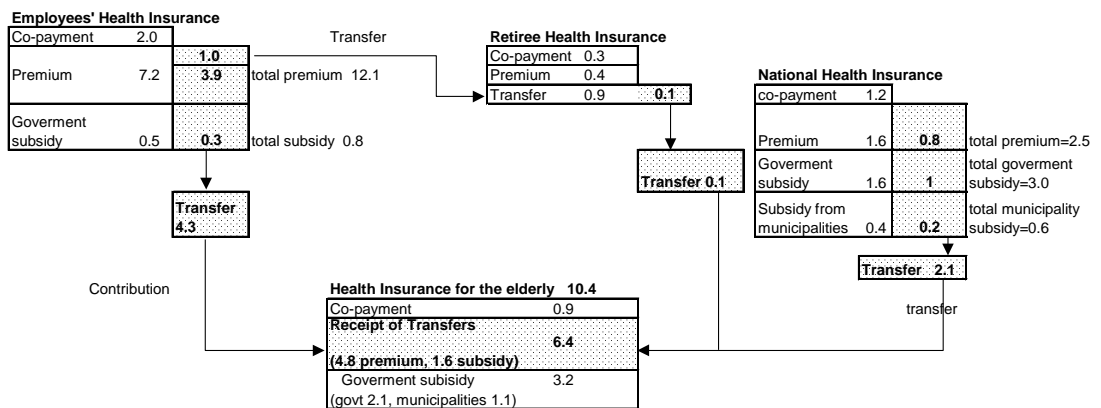 Employees' Health Insurance
Co-payment 2.0
1.0
Premium 7.2 3.9 total premium 12.1
Goverment
subsidy 0.5 0.3 total subsidy 0.8
Transfer
4.3
Contribution
Transfer
Retiree Health Insurance
Co-payment 0.3
Premium 0.4
Transfer 0.9 0.1
Transfer 0.1
National Health Insurance
co-payment 1.2
Premium 1.6 0.8 total premium=2.5
Goverment total goverment
subsidy 1.6 1 subsidy=3.0
Subsidy from total municipality
municipalities 0.4 0.2 subsidy=0.6
Transfer 2.1
transfer
Health Insurance for the elderly 10.4
Co-payment 0.9
Receipt of Transfers
6.4
(4.8 premium, 1.6 subsidy)
Goverment subisidy 3.2
(govt 2.1, municipalities 1.1)